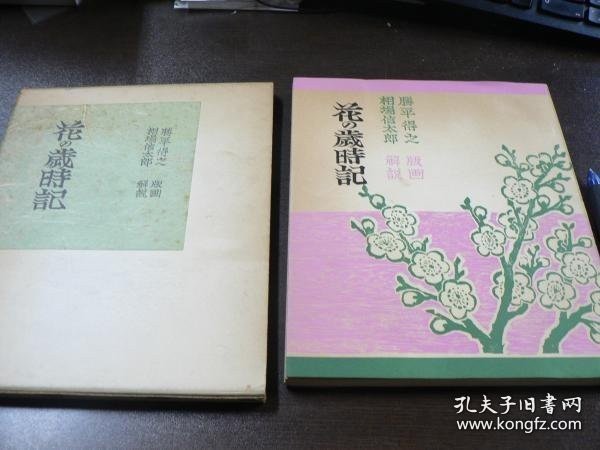 勝平得之 版画
相場信太郎 解説
花の歳時記
勝平得之 版画
相場信太郎 解説
花の歳時記
孔夫子旧书网
www.kongfz.com